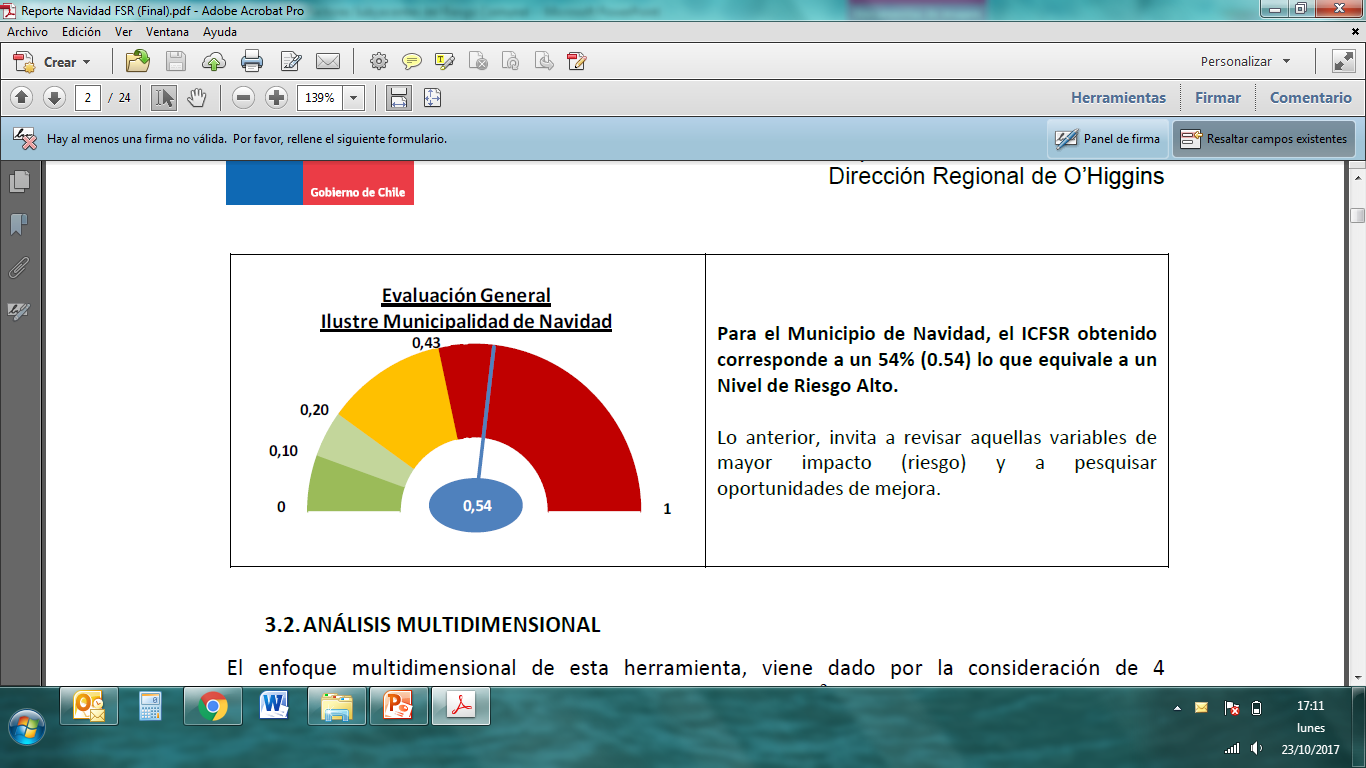 Reporte Navidad FSR (Final).pdf - Adobe Acrobat Pro
Archivo Edición Ver Ventana Ayuda
Crear
Personalizar
2 / 24
139%
Herramientas Firmar Comentario
Hay al menos una firma no válida. Por favor, rellene el siguiente formulario.
Panel de firma
Resaltar campos existentes
Gobierno de Chile
Dirección Regional de O'Higgins
Evaluación General
Ilustre Municipalidad de Navidad
0,43
0,20
0,10
0
0,54
1
Para el Municipio de Navidad, el ICFSR obtenido
corresponde a un 54% (0.54) lo que equivale a un
Nivel de Riesgo Alto.
Lo anterior, invita a revisar aquellas variables de
mayor impacto (riesgo) y a pesquisar
oportunidades de mejora.
3.2. ANÁLISIS MULTIDIMENSIONAL
El enfoque multidimensional de esta herramienta, viene dado por la consideración de 4
17:11
lunes
23/10/2017